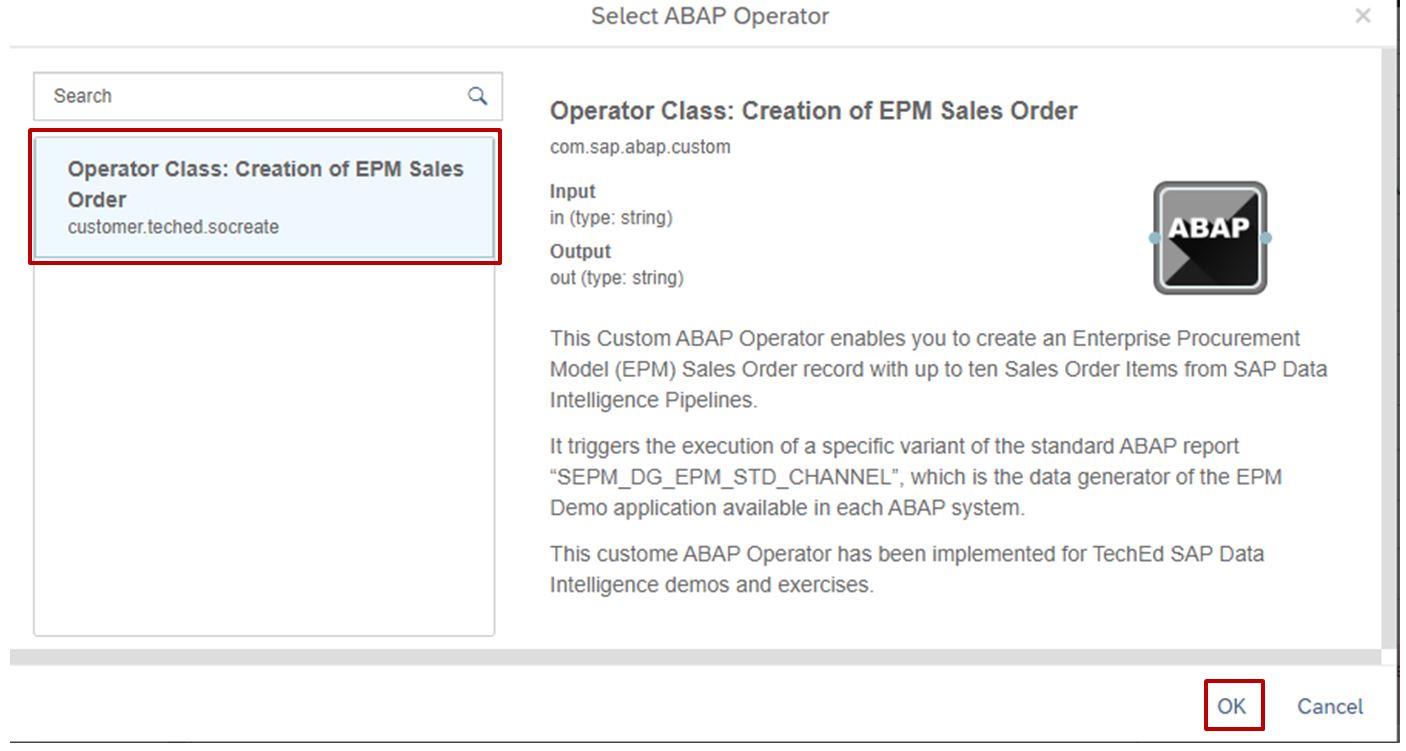 Select ABAP Operator
×
Search
Operator Class: Creation of EPM Sales
Order
customer.teched.socreate
Operator Class: Creation of EPM Sales Order
com.sap.abap.custom
Input
in (type: string)
Output
out (type: string)
ABAP
This Custom ABAP Operator enables you to create an Enterprise Procurement
Model (EPM) Sales Order record with up to ten Sales Order Items from SAP Data
Intelligence Pipelines.
It triggers the execution of a specific variant of the standard ABAP report
“SEPM_DG_EPM_STD_CHANNEL”, which is the data generator of the EPM
Demo application available in each ABAP system.
This custome ABAP Operator has been implemented for TechEd SAP Data
Intelligence demos and exercises.
OK
Cancel